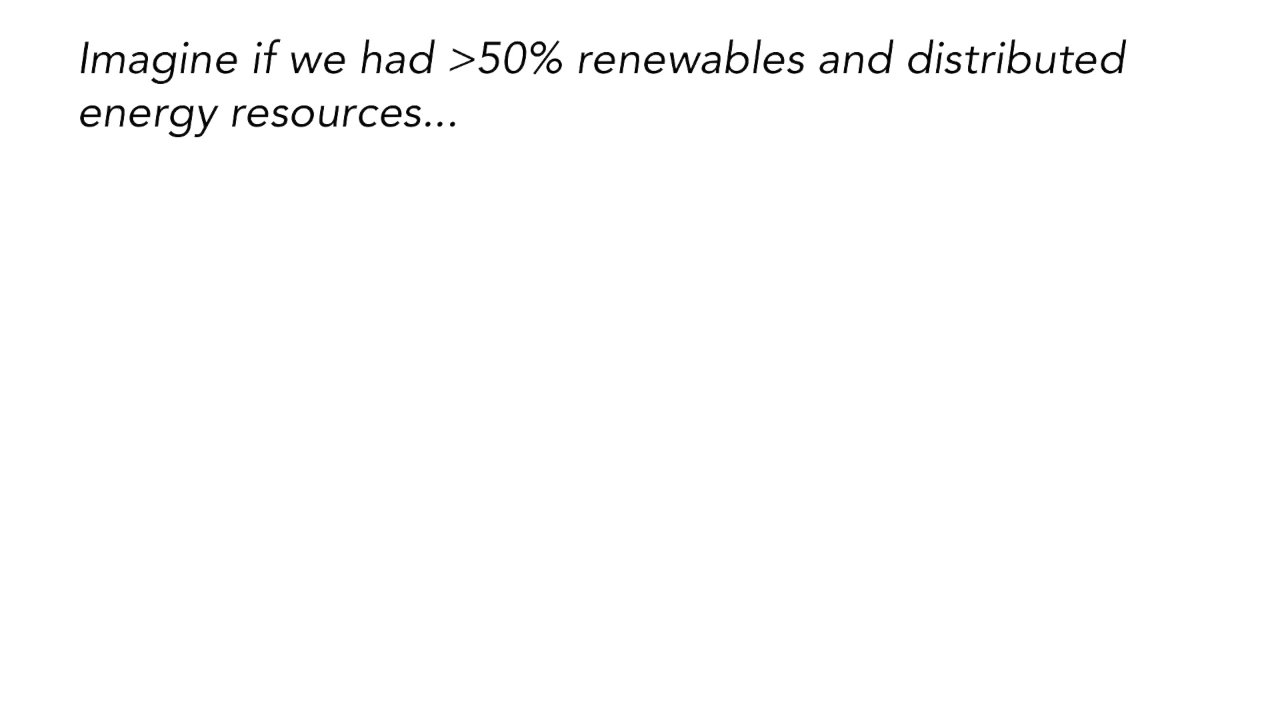 Imagine if we had >50% renewables and distributed
energy resources...